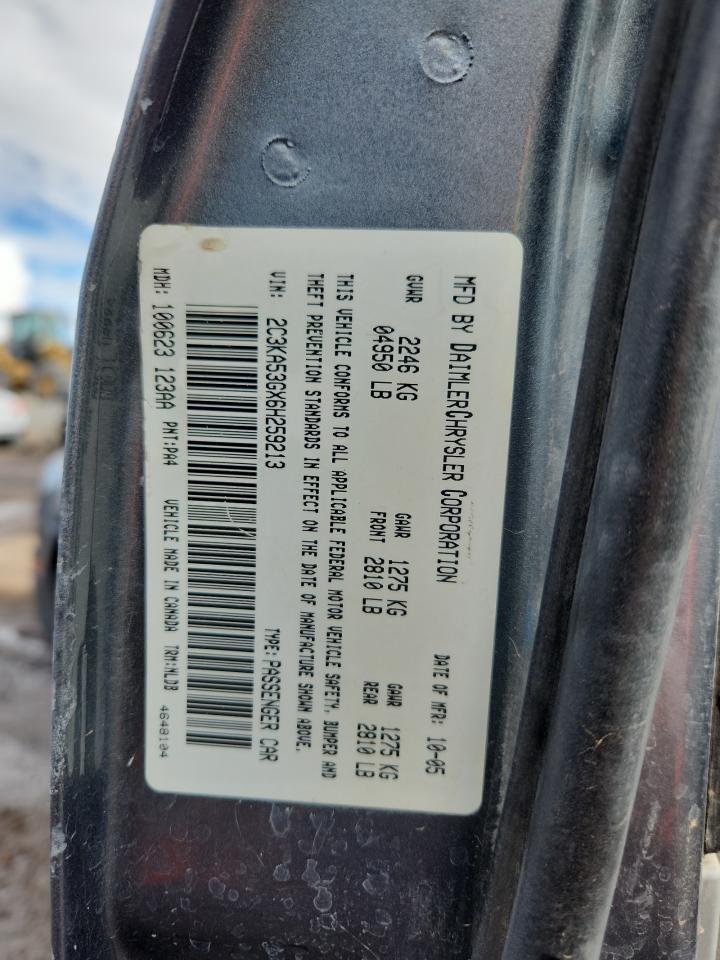 MFD BY DAIMLERCHRYSLER CORPORATION
DATE OF MFR: 10-05
GVWR 2246 KG
04950 LB
GAWR FRONT 1275 KG
2810 LB
GAWR REAR 1275 KG
2810 LB
THIS VEHICLE CONFORMS TO ALL APPLICABLE FEDERAL MOTOR VEHICLE SAFETY, BUMPER AND
THEFT PREVENTION STANDARDS IN EFFECT ON THE DATE OF MANUFACTURE SHOWN ABOVE.
VIN: 2C3KA53GX6H259213
TYPE: PASSENGER CAR
MDH: 100623 123AA PNT:PA4 VEHICLE MADE IN CANADA TRM:NLDB
4648104